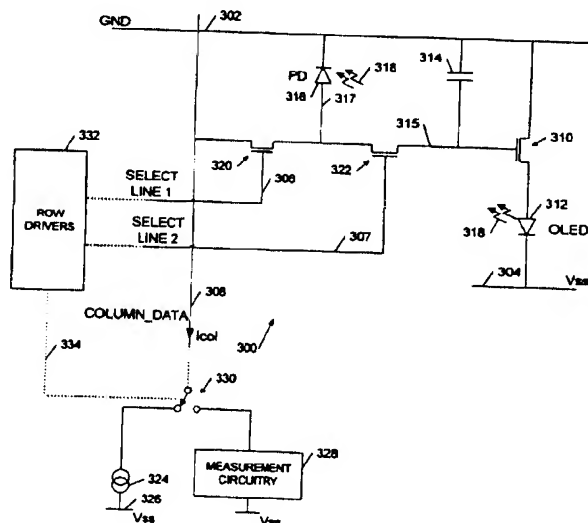 GND
302
PD
316
318
317
314
332
315
310
320
322
306
SELECT
LINE 1
ROW
DRIVERS
SELECT
LINE 2
307
312
318
OLED
304
Vss
308
COLUMN_DATA
Icol
300
334
330
324
326
Vss
MEASUREMENT
CIRCUITRY
328
Vss